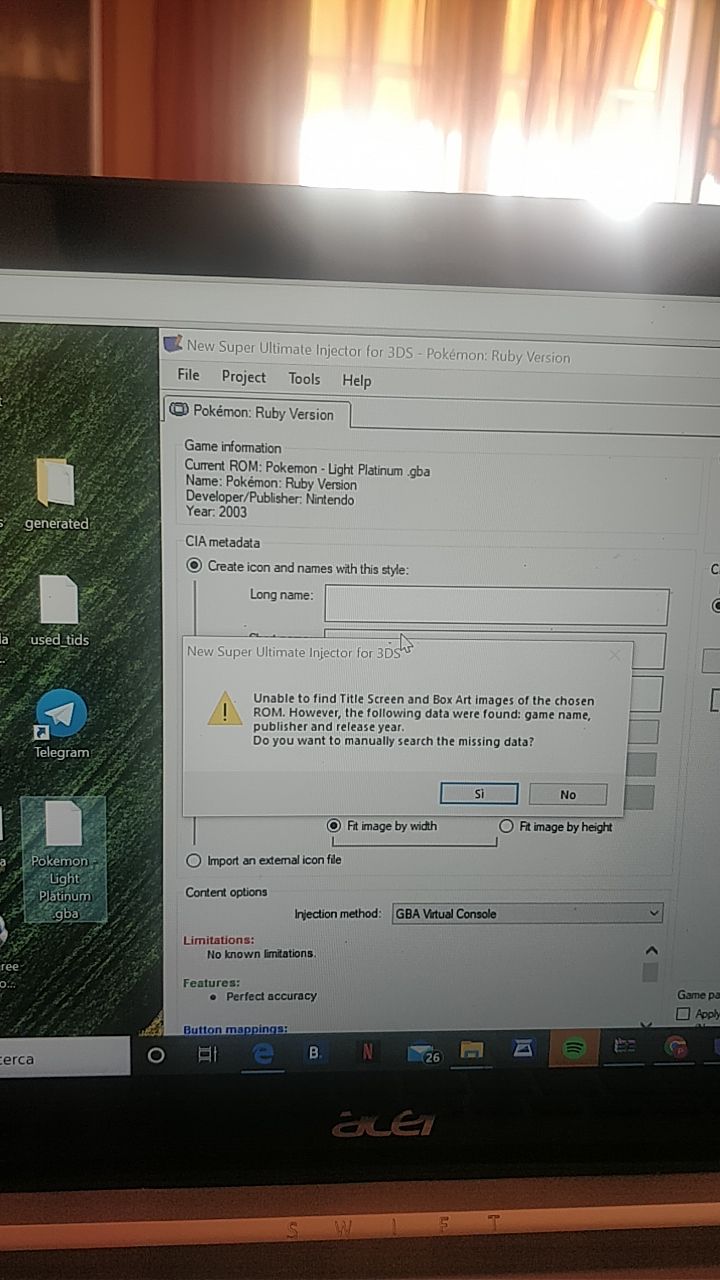 New Super Ultimate Injector for 3DS - Pokémon: Ruby Version
File Project Tools Help
Pokémon: Ruby Version
Game information
Current ROM: Pokemon - Light Platinum .gba
Name: Pokémon: Ruby Version
Developer/Publisher: Nintendo
Year: 2003
CIA metadata
Create icon and names with this style:
Long name:
New Super Ultimate Injector for 3DS
Unable to find Title Screen and Box Art images of the chosen
ROM. However, the following data were found: game name,
publisher and release year.
Do you want to manually search the missing data?
Sì No
Fit image by width Fit image by height
Import an external icon file
Content options
Injection method: GBA Virtual Console
Limitations:
No known limitations.
Features:
• Perfect accuracy
Button mappings:
Game pa
Apply
generated
used_tids
Telegram
Pokemon -
Light
Platinum
.gba
ree
o...
cerca
B.
N
26
acer
SWIFT